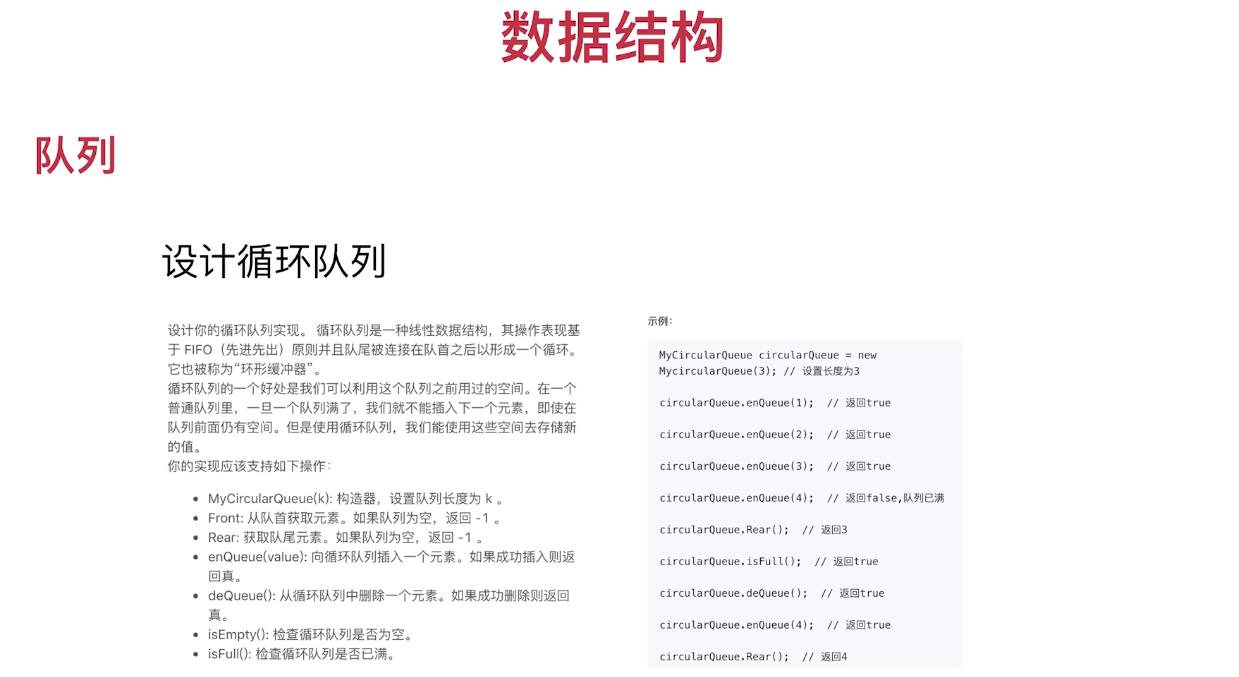 数据结构
队列
设计循环队列
设计你的循环队列实现。 循环队列是一种线性数据结构，其操作表现基
于 FIFO（先进先出）原则并且队尾被连接在队首之后以形成一个循环。
它也被称为“环形缓冲器”。
循环队列的一个好处是我们可以利用这个队列之前用过的空间。在一个
普通队列里，一旦一个队列满了，我们就不能插入下一个元素，即使在
队列前面仍有空间。但是使用循环队列，我们能使用这些空间去存储新
的值。
你的实现应该支持如下操作：
• MyCircularQueue(k): 构造器，设置队列长度为 k 。
• Front: 从队首获取元素。如果队列为空，返回 -1 。
• Rear: 获取队尾元素。如果队列为空，返回 -1 。
• enQueue(value): 向循环队列插入一个元素。如果成功插入则返
回真。
• deQueue(): 从循环队列中删除一个元素。如果成功删除则返回
真。
• isEmpty(): 检查循环队列是否为空。
• isFull(): 检查循环队列是否已满。
示例：
MyCircularQueue circularQueue = new
MycircularQueue(3); // 设置长度为3
circularQueue.enQueue(1);  // 返回true
circularQueue.enQueue(2);  // 返回true
circularQueue.enQueue(3);  // 返回true
circularQueue.enQueue(4);  // 返回false,队列已满
circularQueue.Rear();  // 返回3
circularQueue.isFull();  // 返回true
circularQueue.deQueue();  // 返回true
circularQueue.enQueue(4);  // 返回true
circularQueue.Rear();  // 返回4